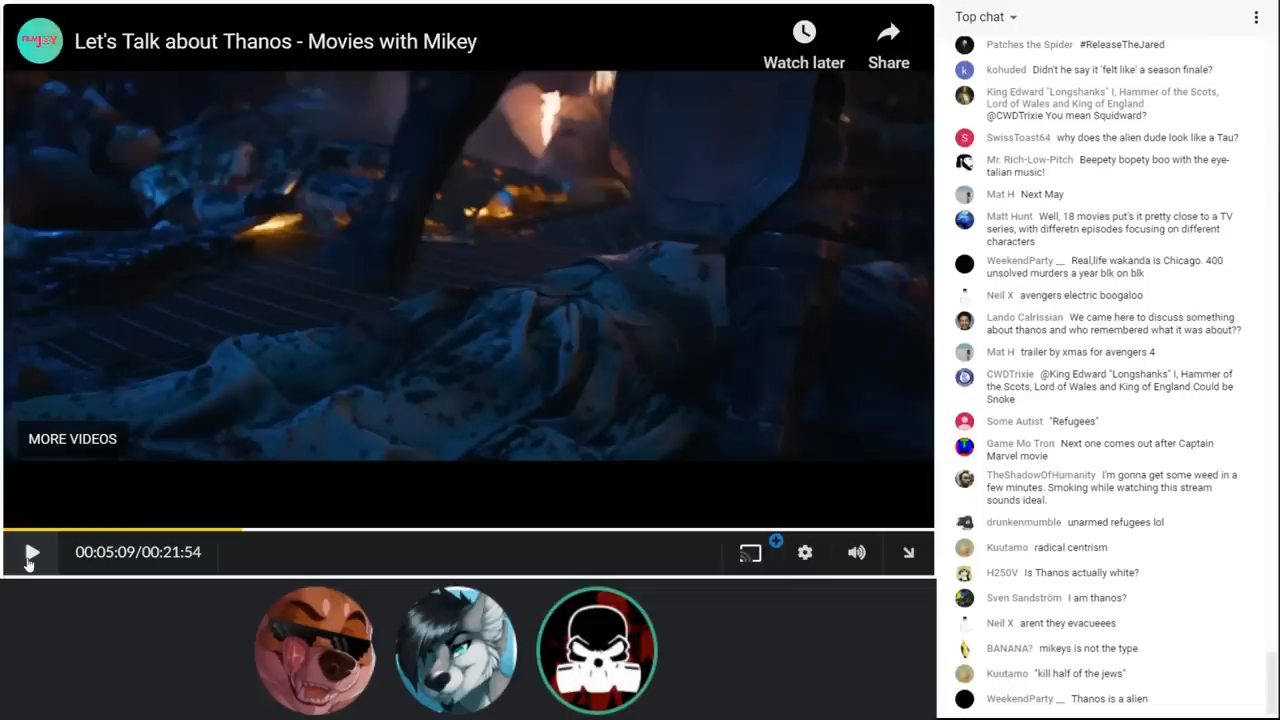 FILMJOY
Let's Talk about Thanos - Movies with Mikey
Watch later
Share
MORE VIDEOS
00:05:09/00:21:54
Top chat
Patches the Spider #ReleaseTheJared
k kohuded Didn't he say it 'felt like' a season finale?
King Edward "Longshanks" I, Hammer of the Scots,
Lord of Wales and King of England
@CWDTrixie You mean Squidward?
S SwissToast64 why does the alien dude look like a Tau?
Mr. Rich-Low-Pitch Beepety bopety boo with the eye-
talian music!
Mat H Next May
Matt Hunt Well, 18 movies put's it pretty close to a TV
series, with differetn episodes focusing on different
characters
WeekendParty __ Real,life wakanda is Chicago. 400
unsolved murders a year blk on blk
Neil X avengers electric boogaloo
Lando Calrissian We came here to discuss something
about thanos and who remembered what it was about??
Mat H trailer by xmas for avengers 4
CWDTrixie @King Edward "Longshanks" I, Hammer of
the Scots, Lord of Wales and King of England Could be
Snoke
Some Autist "Refugees"
Game Mo Tron Next one comes out after Captain
Marvel movie
TheShadowOfHumanity I'm gonna get some weed in a
few minutes. Smoking while watching this stream
sounds ideal.
drunkenmumble unarmed refugees lol
Kuutamo radical centrism
H250V Is Thanos actually white?
Sven Sandström I am thanos?
Neil X arent they evacueees
BANANA? mikeys is not the type
Kuutamo "kill half of the jews"
WeekendParty __ Thanos is a alien